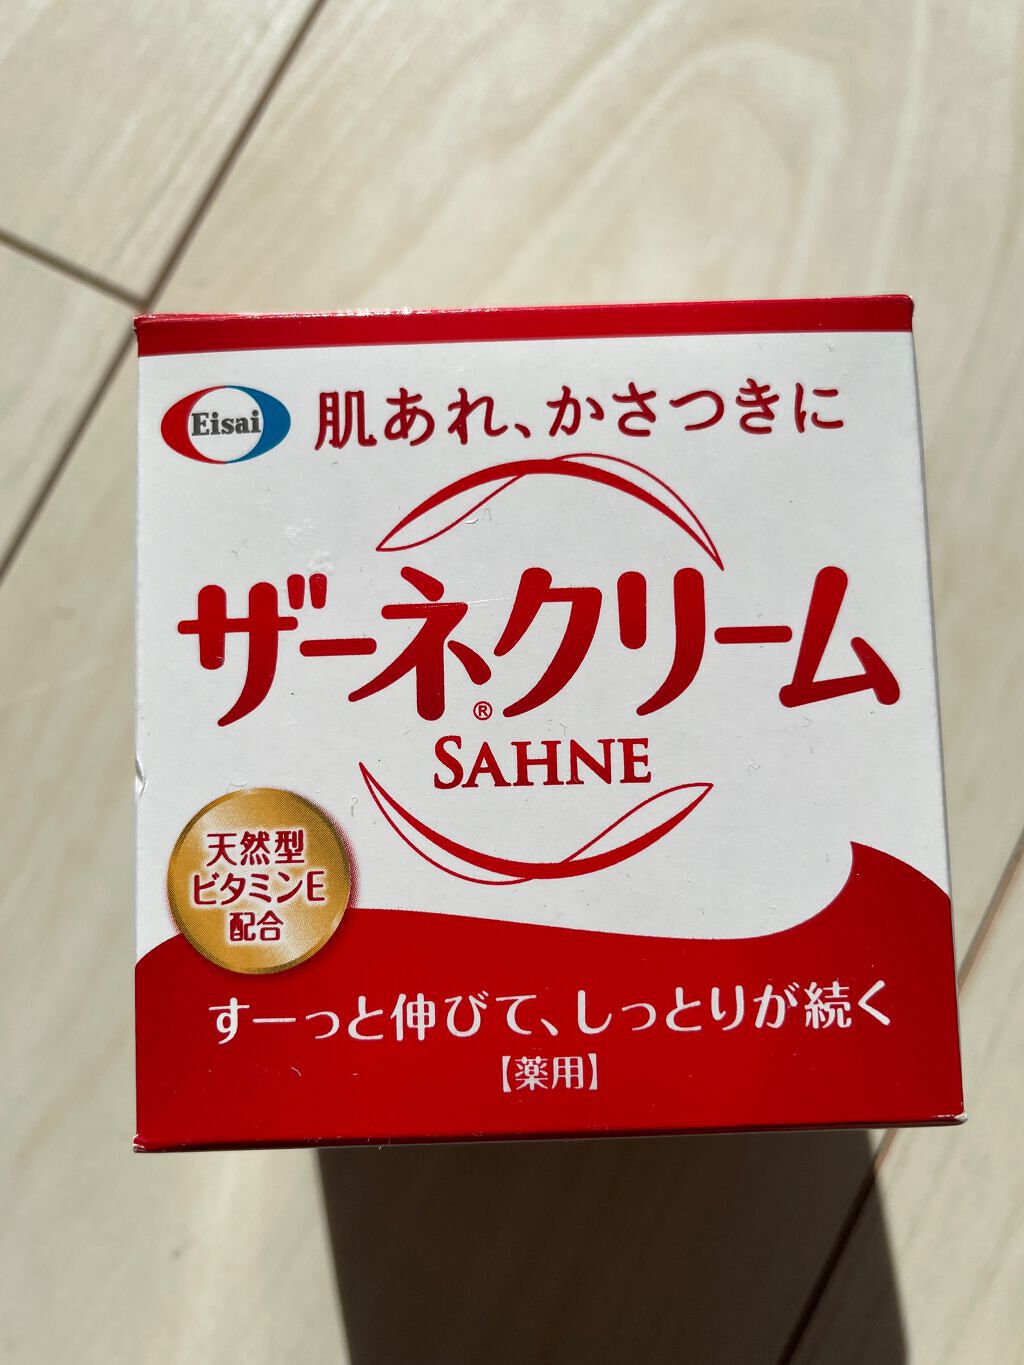 Eisai
肌あれ、かさつきに
ザーネクリーム
®
SAHNE
天然型
ビタミンE
配合
すーっと伸びて、しっとりが続く
【薬用】